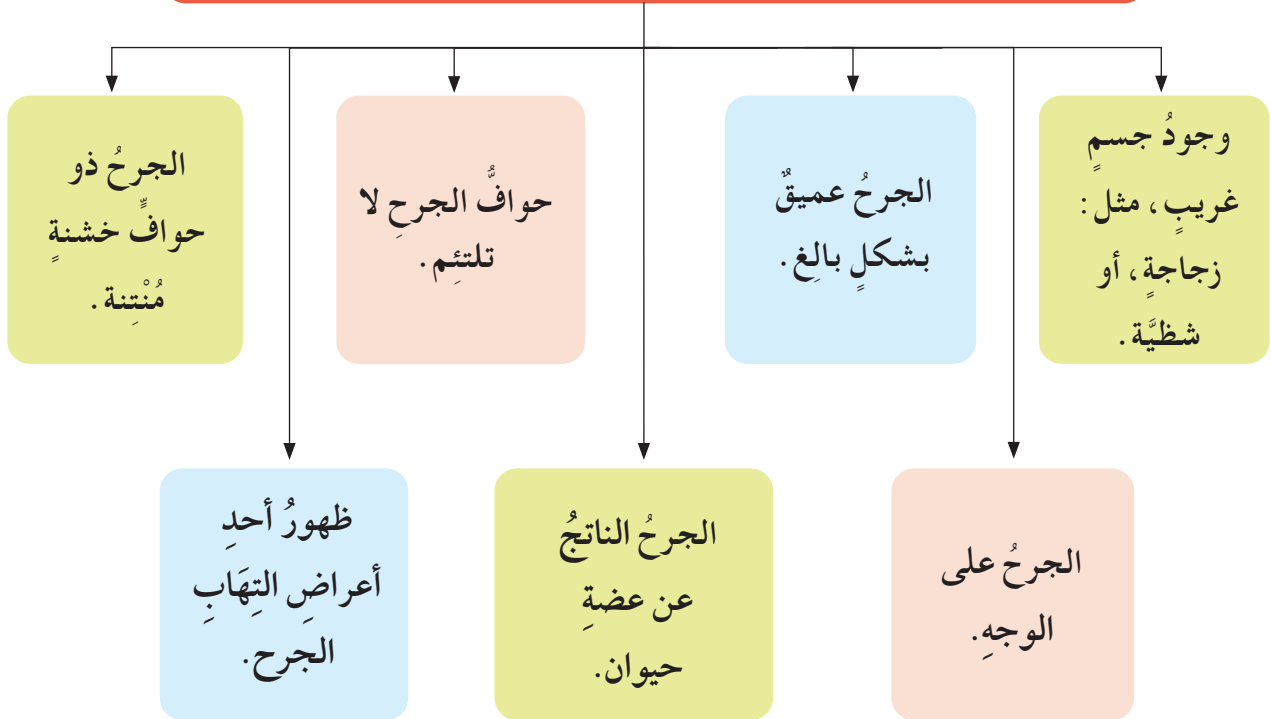 وجودُ جسمٍ
غريبٍ، مثل:
زجاجةٍ، أو
شظيَّة.
الجرحُ عميقٌ
بشكلٍ بالِغ.
حوافُّ الجرحِ لا
تلتئِم.
الجرحُ ذو
حوافٍّ خشنةٍ
مُنْتِنة.
الجرحُ على
الوجهِ.
الجرحُ الناتجُ
عن عضةِ
حيوان.
ظهورُ أحدِ
أعراضِ التِهَابِ
الجرح.